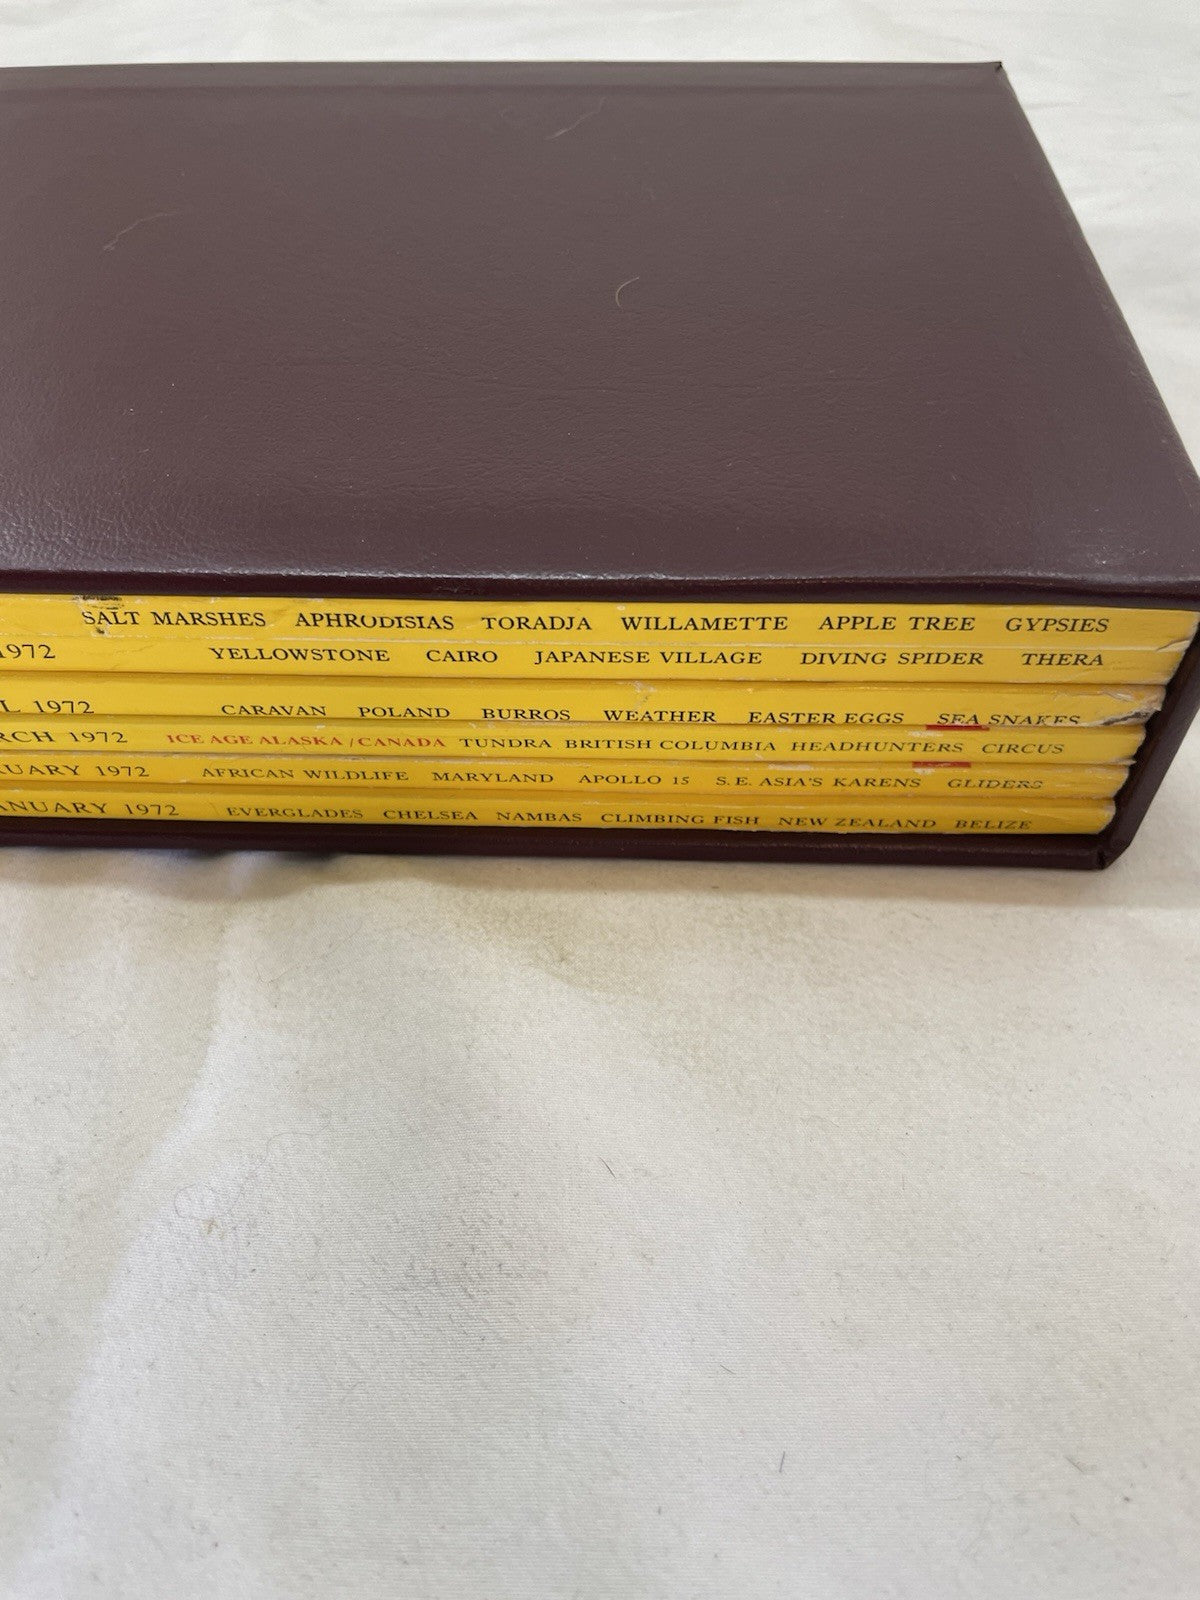 SALT MARSHES APHRODISIAS TORADJA WILLAMETTE APPLE TREE GYPSIES
1972 YELLOWSTONE CAIRO JAPANESE VILLAGE DIVING SPIDER THERA
L 1972 CARAVAN POLAND BURROS WEATHER EASTER EGGS SEA SNAKES
RCH 1972 ICE AGE ALASKA / CANADA TUNDRA BRITISH COLUMBIA HEADHUNTERS CIRCUS
UARY 1972 AFRICAN WILDLIFE MARYLAND APOLLO 15 S.E. ASIA'S KARENS GLIDERS
ANUARY 1972 EVERGLADES CHELSEA NAMBAS CLIMBING FISH NEW ZEALAND BELIZE